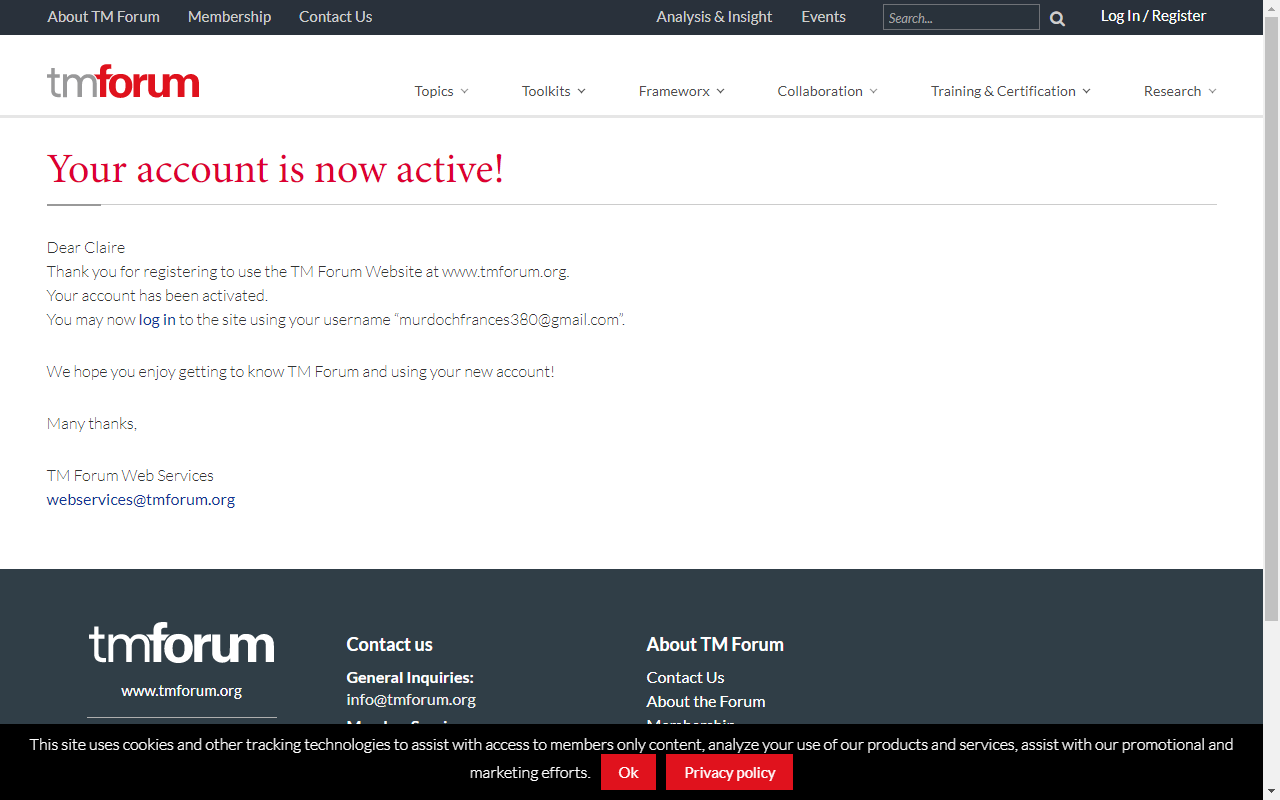 About TM Forum Membership Contact Us Analysis & Insight Events Search... Log In / Register
tmforum
Topics Toolkits Frameworx Collaboration Training & Certification Research
Your account is now active!
Dear Claire
Thank you for registering to use the TM Forum Website at www.tmforum.org.
Your account has been activated.
You may now log in to the site using your username “murdochfrances380@gmail.com”.
We hope you enjoy getting to know TM Forum and using your new account!
Many thanks,
TM Forum Web Services
webservices@tmforum.org
tmforum
www.tmforum.org
Contact us
General Inquiries:
info@tmforum.org
About TM Forum
Contact Us
About the Forum
Membership
This site uses cookies and other tracking technologies to assist with access to members only content, analyze your use of our products and services, assist with our promotional and
marketing efforts. Ok Privacy policy